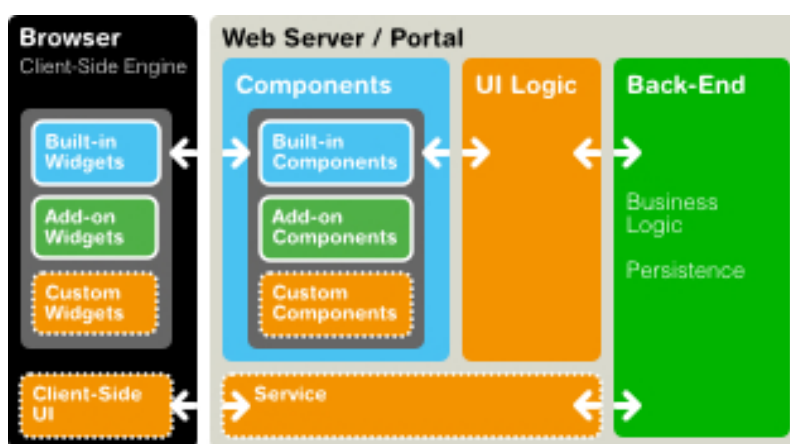 Browser
Client-Side Engine
Built-in
Widgets
Add-on
Widgets
Custom
Widgets
Client-Side
UI
Web Server / Portal
Components
Built-in
Components
Add-on
Components
Custom
Components
UI Logic
Back-End
Business
Logic
Persistence
Service